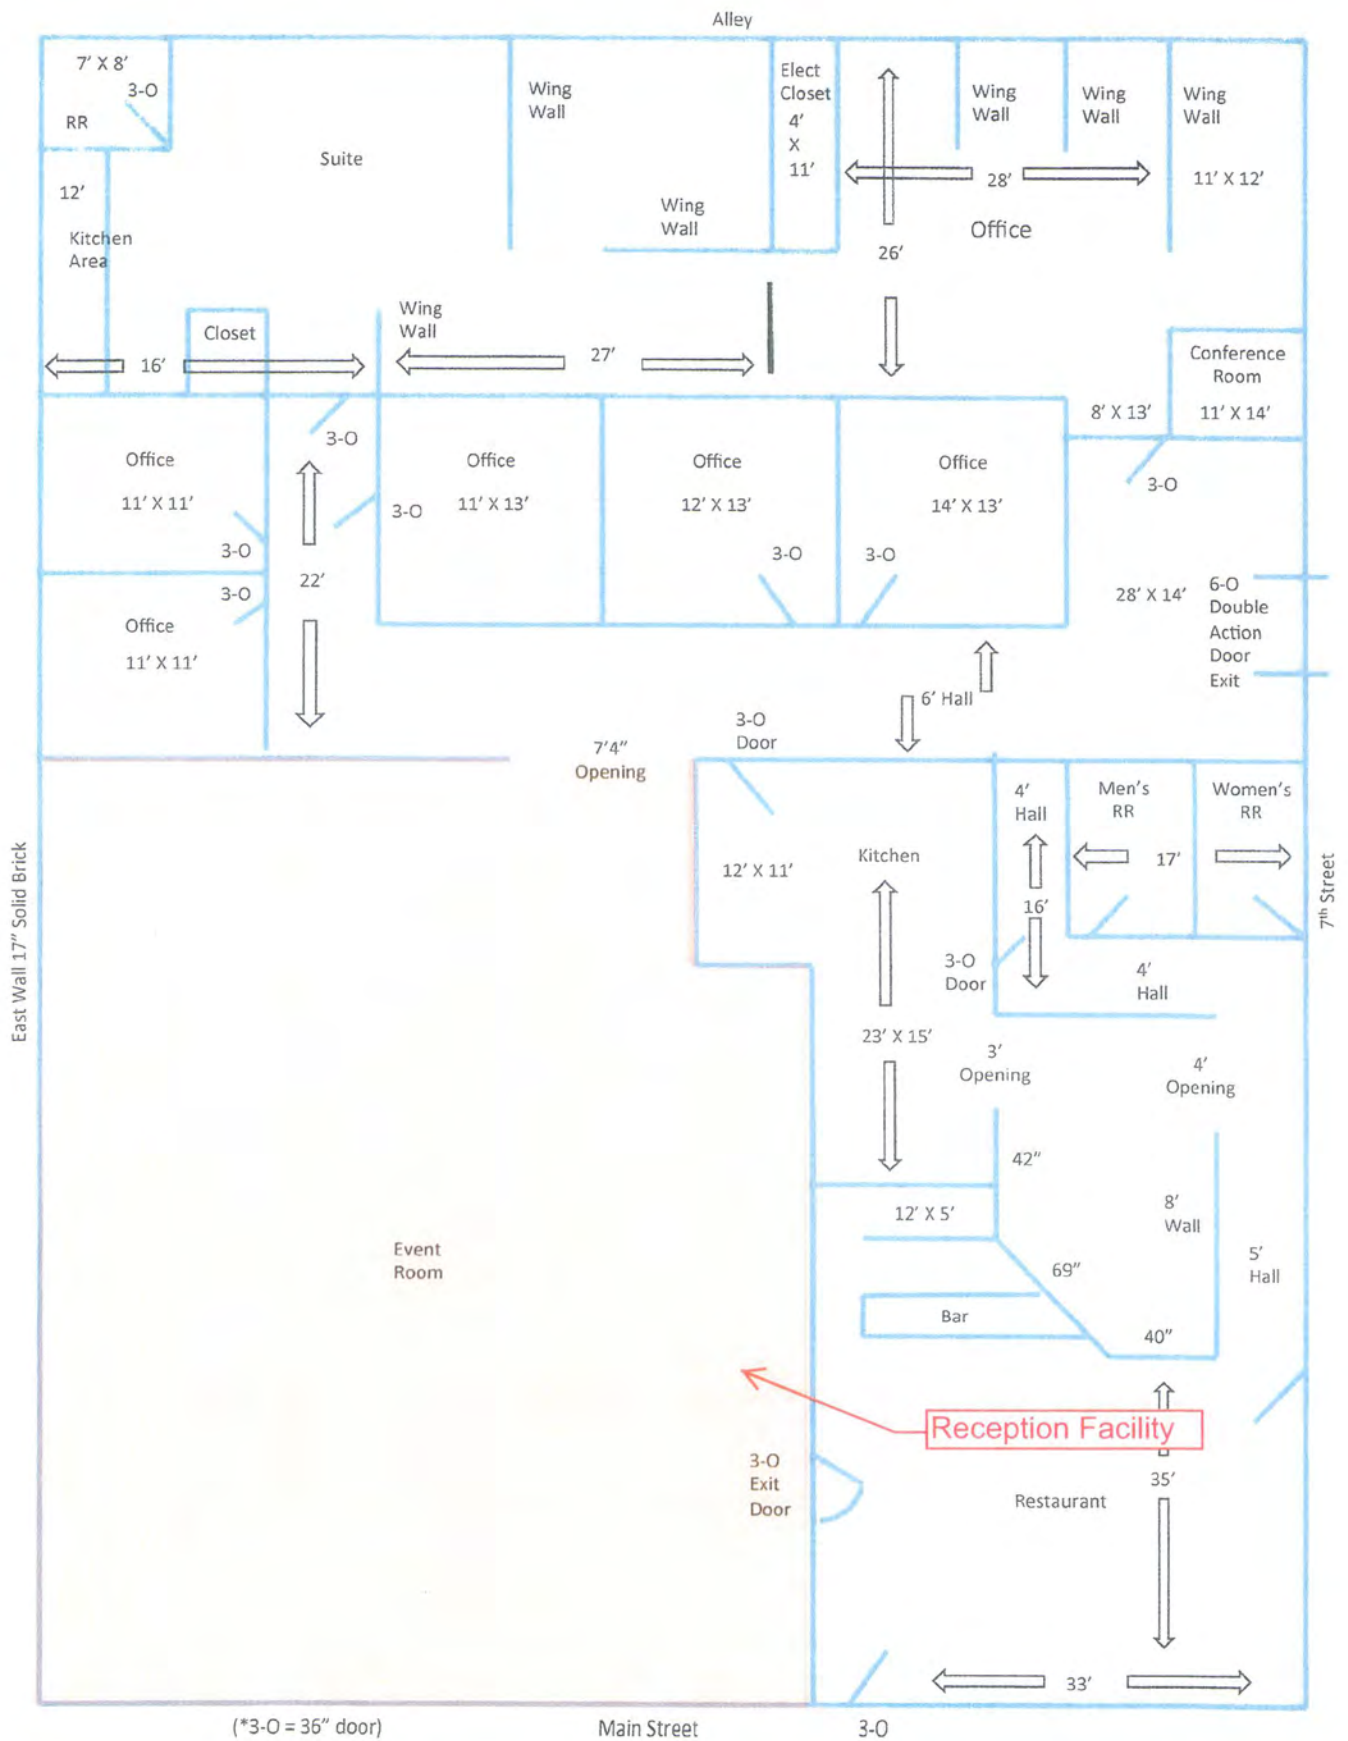 Alley
7' X 8'
3-O
RR
12'
Kitchen
Area
Suite
Wing
Wall
Wing
Wall
Elect
Closet
4'
X
11'
Wing
Wall
Wing
Wall
Wing
Wall
28'
11' X 12'
Office
26'
Closet
Wing
Wall
16'
27'
Conference
Room
8' X 13'
11' X 14'
3-O
Office
11' X 11'
3-O
3-O
Office
11' X 13'
Office
12' X 13'
3-O
Office
14' X 13'
3-O
3-O
22'
3-O
Office
11' X 11'
28' X 14'
6-O
Double
Action
Door
Exit
6' Hall
7'4"
Opening
3-O
Door
4'
Hall
Men's
RR
Women's
RR
12' X 11'
Kitchen
17'
16'
East Wall 17" Solid Brick
7th Street
3-O
Door
4'
Hall
23' X 15'
3'
Opening
4'
Opening
42"
12' X 5'
8'
Wall
5'
Hall
69"
Event
Room
Bar
40"
Reception Facility
3-O
Exit
Door
35'
Restaurant
33'
(*3-O = 36" door)
Main Street
3-O